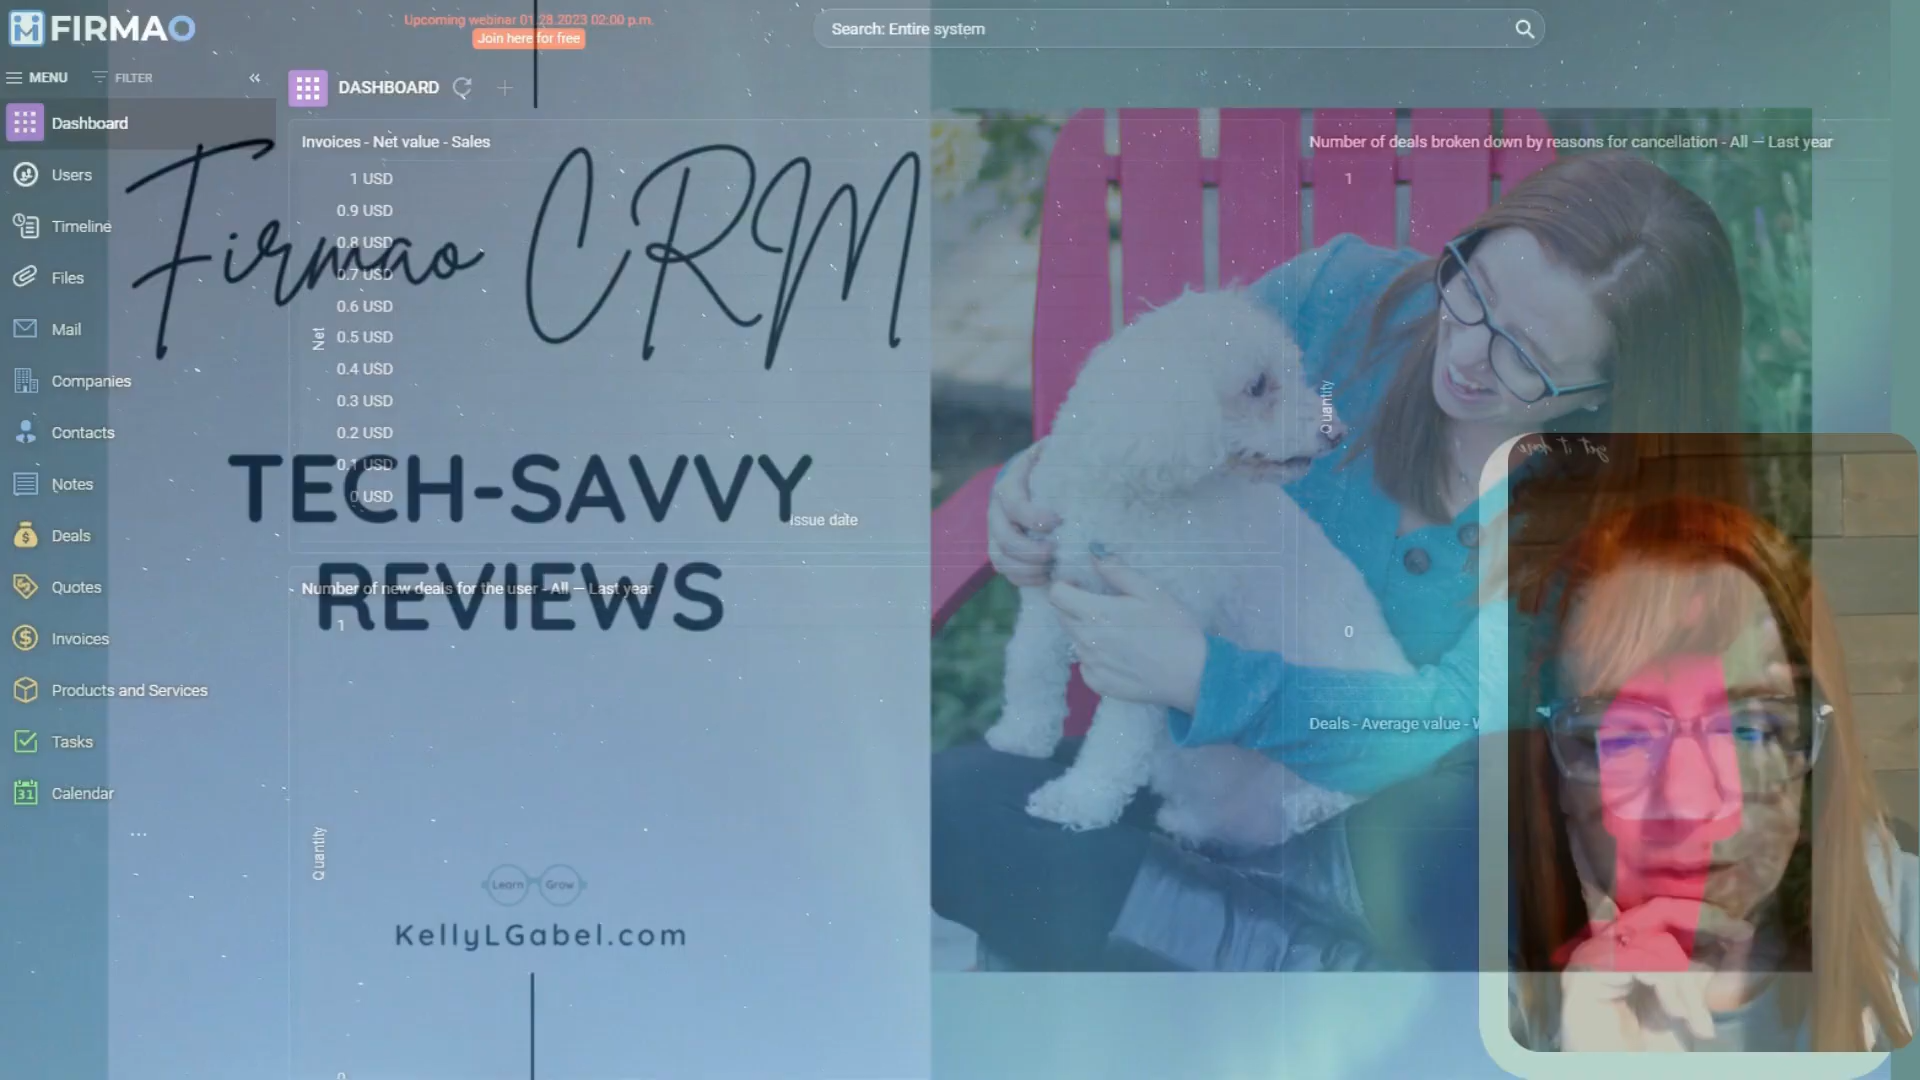 FIRMAO
Upcoming webinar 01.28.2023 02:00 p.m.
Join here for free
Search: Entire system
MENU
FILTER
DASHBOARD
Dashboard
Users
Timeline
Files
Mail
Companies
Contacts
Notes
Deals
Quotes
Invoices
Products and Services
Tasks
Calendar
...
Invoices - Net value - Sales
1 USD
0.9 USD
0.8 USD
0.7 USD
0.6 USD
0.5 USD
0.4 USD
0.3 USD
0.2 USD
0.1 USD
0 USD
Net
Issue date
Number of deals broken down by reasons for cancellation - All — Last year
1
Quantity
0
Number of new deals for the user - All — Last year
1
Quantity
0
Deals - Average value -
Firmao CRM
TECH-SAVVY
REVIEWS
Learn Grow
KellyLGabel.com
get it done
31